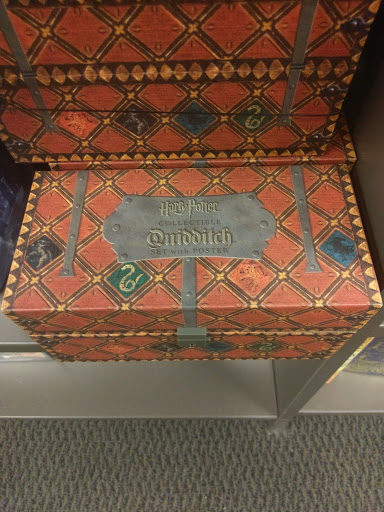 Harry Potter
COLLECTIBLE
Quidditch
SET with POSTER